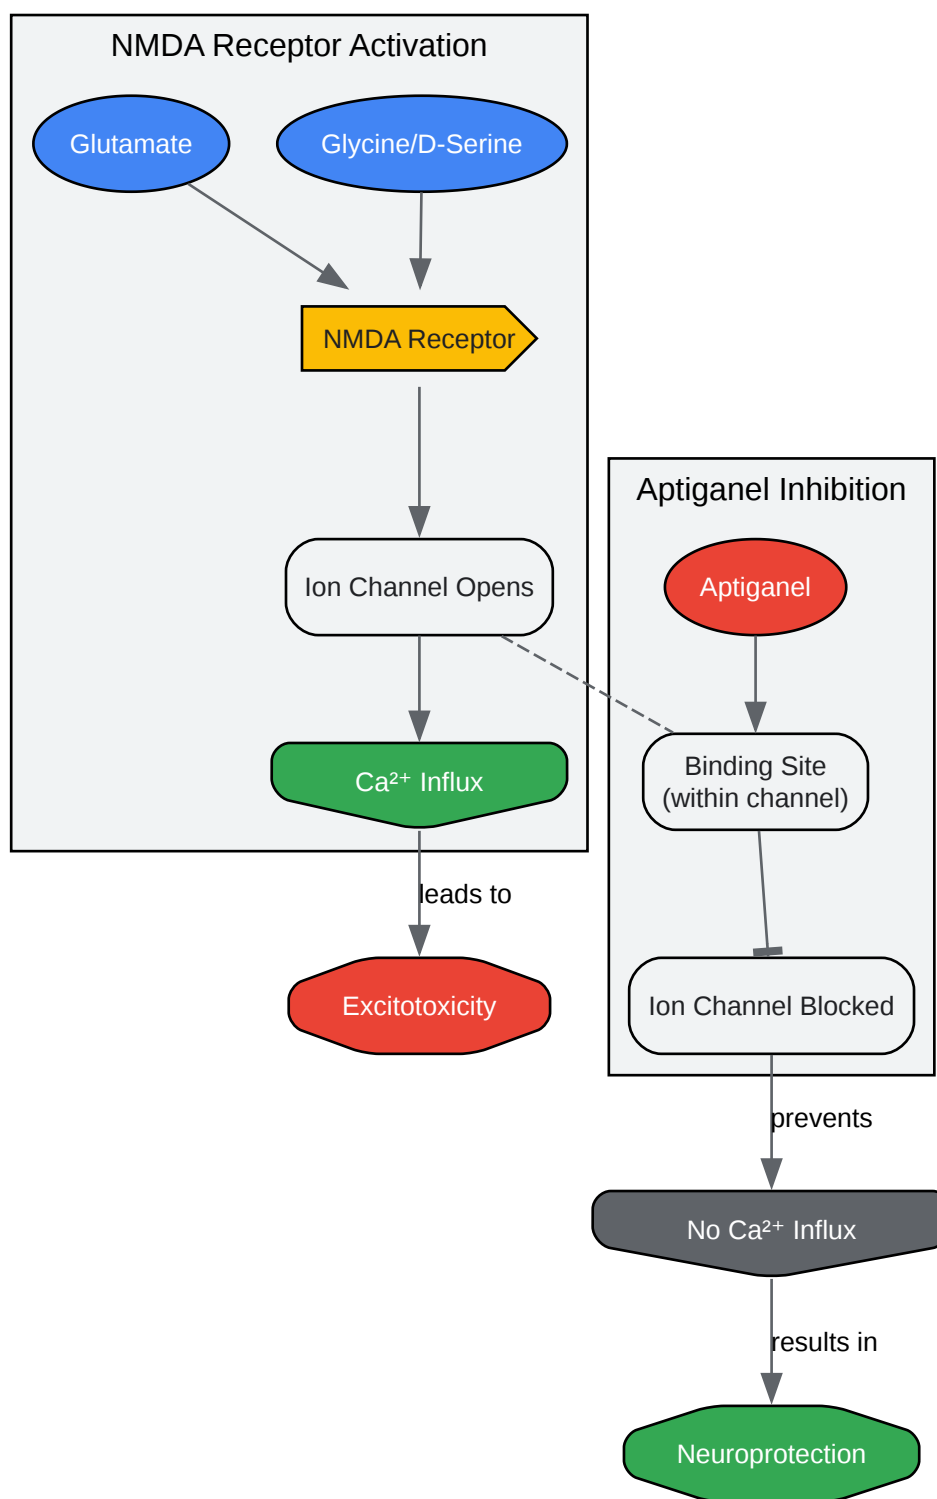 NMDA Receptor Activation
Glutamate
Glycine/D-Serine
NMDA Receptor
Ion Channel Opens
Ca²⁺ Influx
leads to
Excitotoxicity
Aptiganel Inhibition
Aptiganel
Binding Site
(within channel)
Ion Channel Blocked
prevents
No Ca²⁺ Influx
results in
Neuroprotection